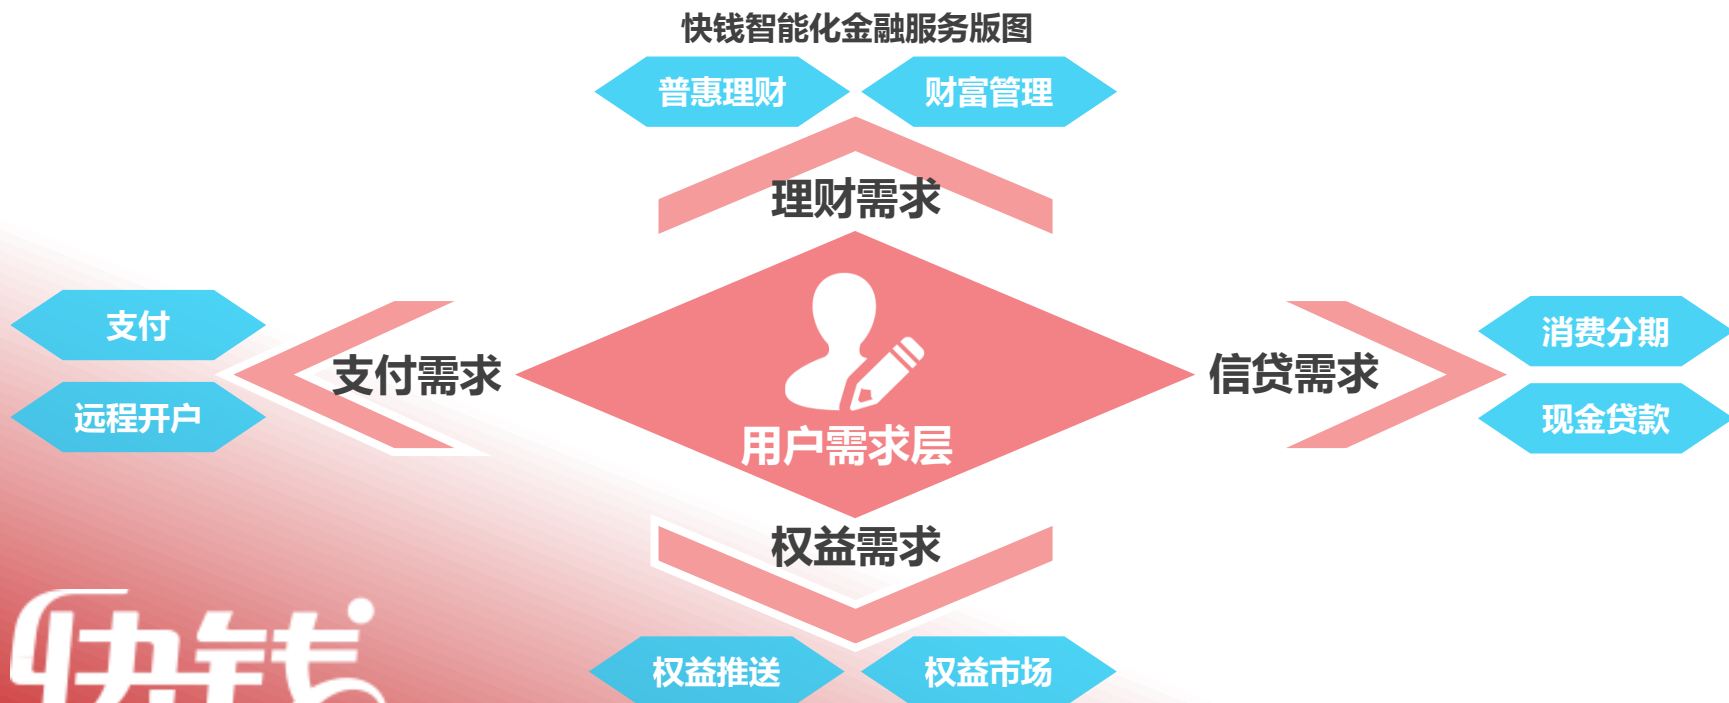 快钱智能化金融服务版图
普惠理财
财富管理
理财需求
支付
远程开户
支付需求
用户需求层
信贷需求
消费分期
现金贷款
权益需求
权益推送
权益市场
快钱